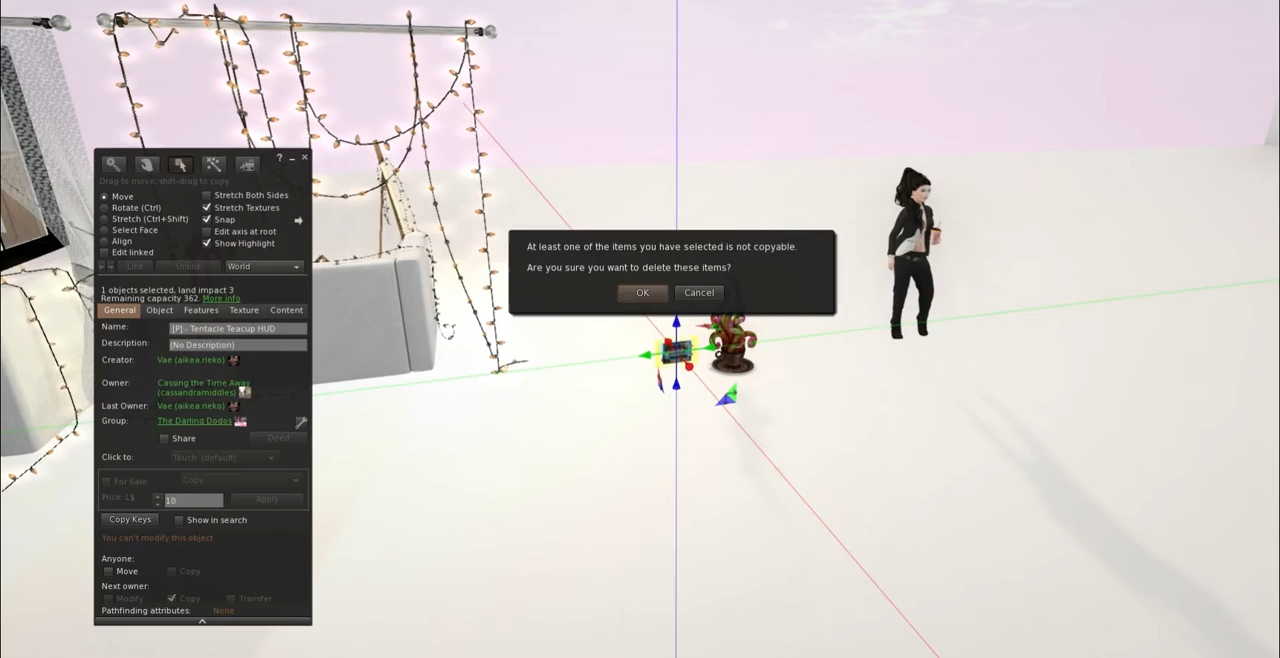 ?
Drag to move, shift-drag to copy
Move
Stretch Both Sides
Rotate (Ctrl)
Stretch Textures
Stretch (Ctrl+Shift)
Snap
Select Face
Edit axis at root
Align
Show Highlight
Edit linked
Link
Unlink
World
1 objects selected, land impact 3
Remaining capacity 362. More info
General Object Features Texture Content
Name: [P] - Tentacle Teacup HUD
Description: (No Description)
Creator: Vae (aikea.rieko)
Owner: Cassing the Time Away
(cassandramiddles)
Last Owner: Vae (aikea.rieko)
Group: The Darling Dodos
Share Deed
Click to: Touch (default)
For Sale: Copy
Price: L$ 10 Apply
Copy Keys Show in search
You can't modify this object
Anyone:
Move Copy
Next owner:
Modify Copy Transfer
Pathfinding attributes: None
At least one of the items you have selected is not copyable.
Are you sure you want to delete these items?
OK Cancel